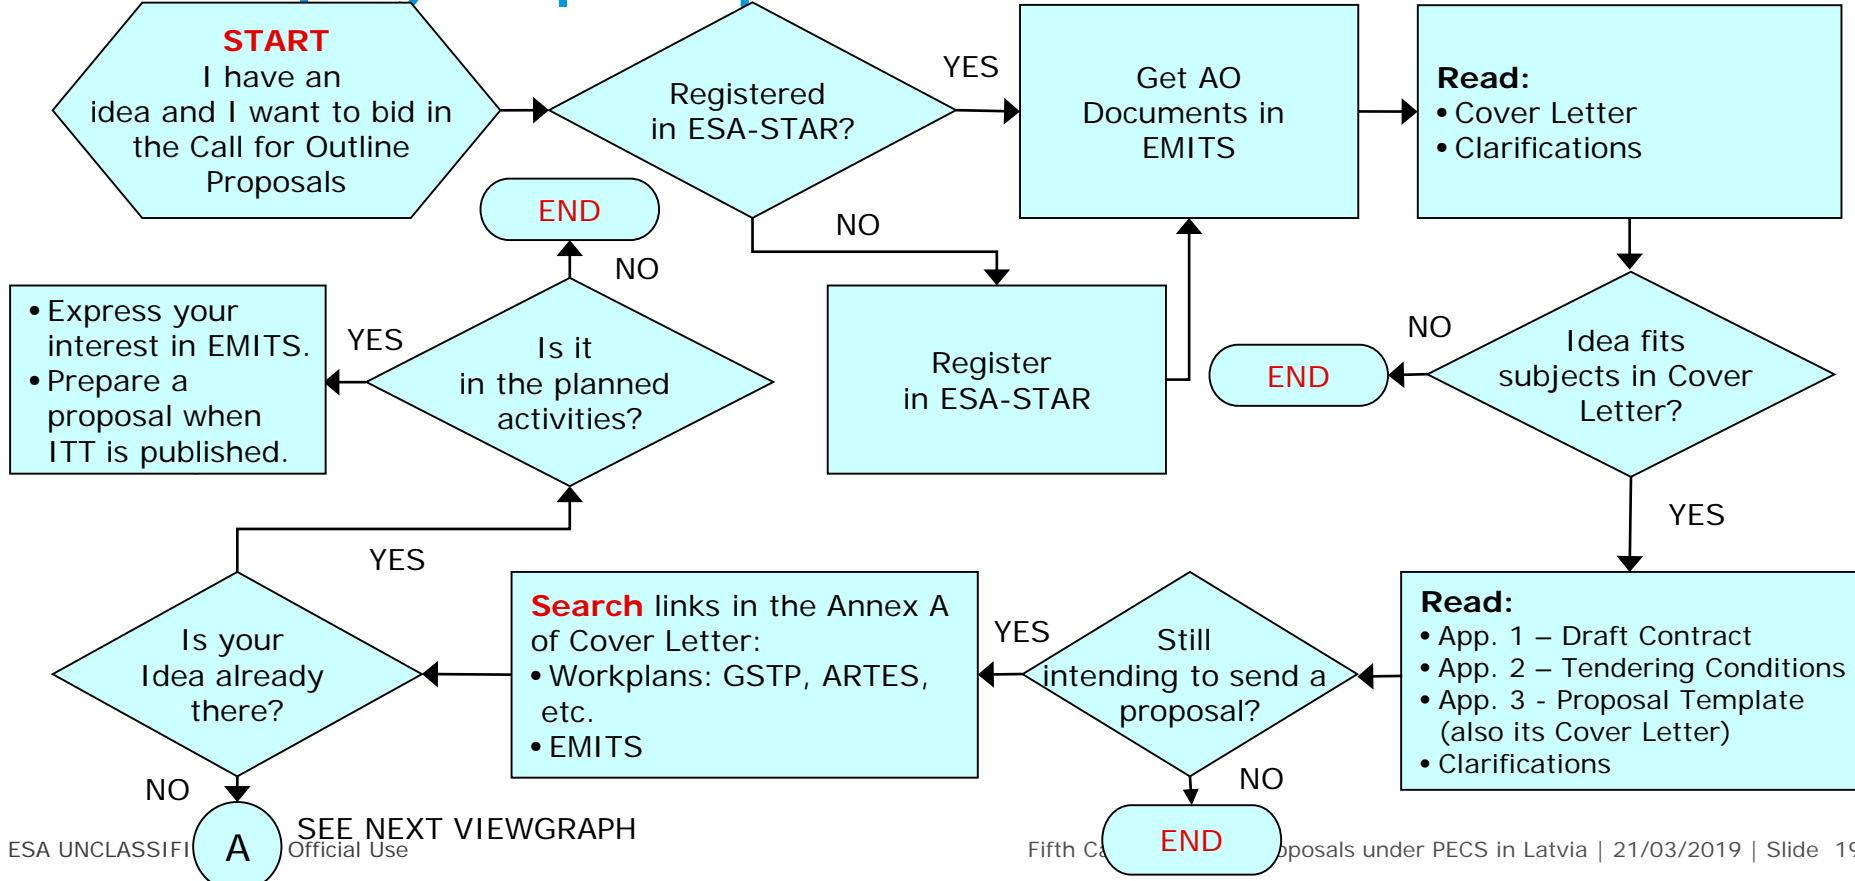 START
I have an
idea and I want to bid in
the Call for Outline
Proposals
Registered
in ESA-STAR?
YES
Get AO
Documents in
EMITS
Read:
• Cover Letter
• Clarifications
NO
Register
in ESA-STAR
Idea fits
subjects in Cover
Letter?
NO
END
YES
Read:
• App. 1 – Draft Contract
• App. 2 – Tendering Conditions
• App. 3 - Proposal Template
(also its Cover Letter)
• Clarifications
Still
intending to send a
proposal?
NO
END
YES
Search links in the Annex A
of Cover Letter:
• Workplans: GSTP, ARTES,
etc.
• EMITS
Is your
Idea already
there?
YES
Is it
in the planned
activities?
NO
END
YES
• Express your
interest in EMITS.
• Prepare a
proposal when
ITT is published.
NO
A
SEE NEXT VIEWGRAPH
ESA UNCLASSIFI Official Use
Fifth Ca posals under PECS in Latvia | 21/03/2019 | Slide 19